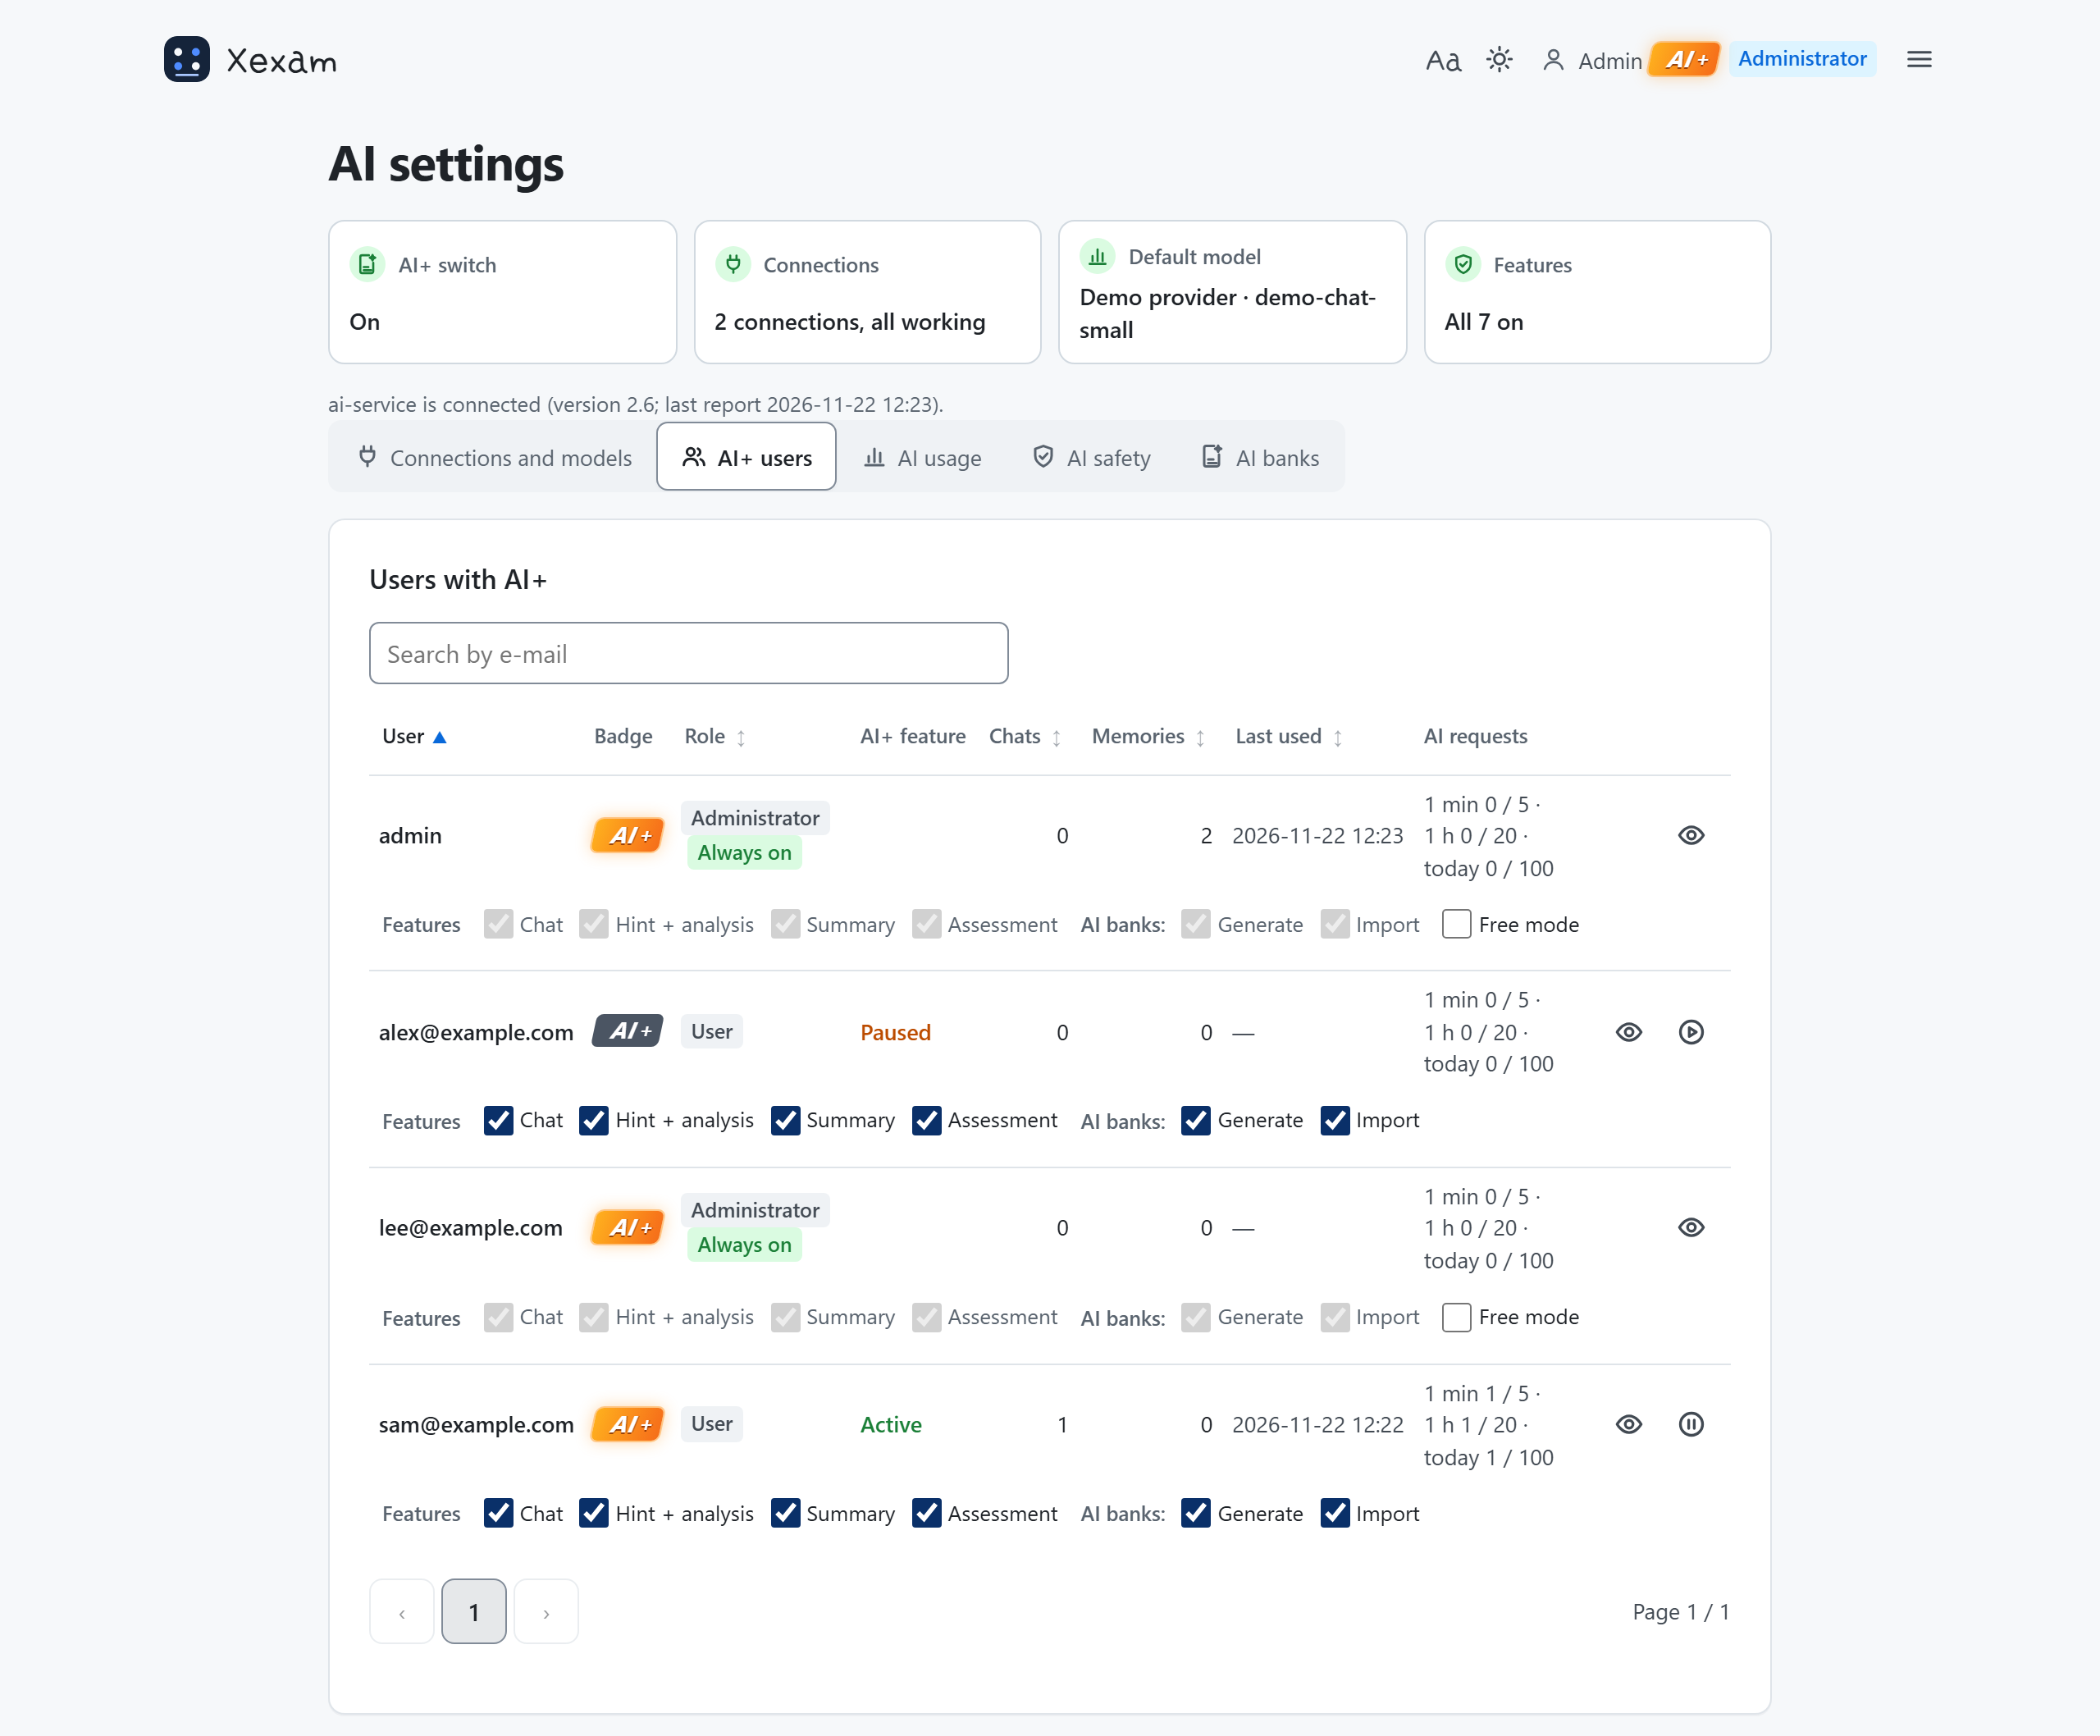 Xexam
Aa Admin AI+ Administrator
AI settings
AI+ switch
On
Connections
2 connections, all working
Default model
Demo provider · demo-chat-
small
Features
All 7 on
ai-service is connected (version 2.6; last report 2026-11-22 12:23).
Connections and models AI+ users AI usage AI safety AI banks
Users with AI+
Search by e-mail
User ▲ Badge Role ↕ AI+ feature Chats ↕ Memories ↕ Last used ↕ AI requests
admin AI+ Administrator Always on 0 2 2026-11-22 12:23
1 min 0 / 5 ·
1 h 0 / 20 ·
today 0 / 100
Features Chat Hint + analysis Summary Assessment AI banks: Generate Import Free mode
alex@example.com AI+ User Paused 0 0 —
1 min 0 / 5 ·
1 h 0 / 20 ·
today 0 / 100
Features Chat Hint + analysis Summary Assessment AI banks: Generate Import
lee@example.com AI+ Administrator Always on 0 0 —
1 min 0 / 5 ·
1 h 0 / 20 ·
today 0 / 100
Features Chat Hint + analysis Summary Assessment AI banks: Generate Import Free mode
sam@example.com AI+ User Active 1 0 2026-11-22 12:22
1 min 1 / 5 ·
1 h 1 / 20 ·
today 1 / 100
Features Chat Hint + analysis Summary Assessment AI banks: Generate Import
‹ 1 › Page 1 / 1